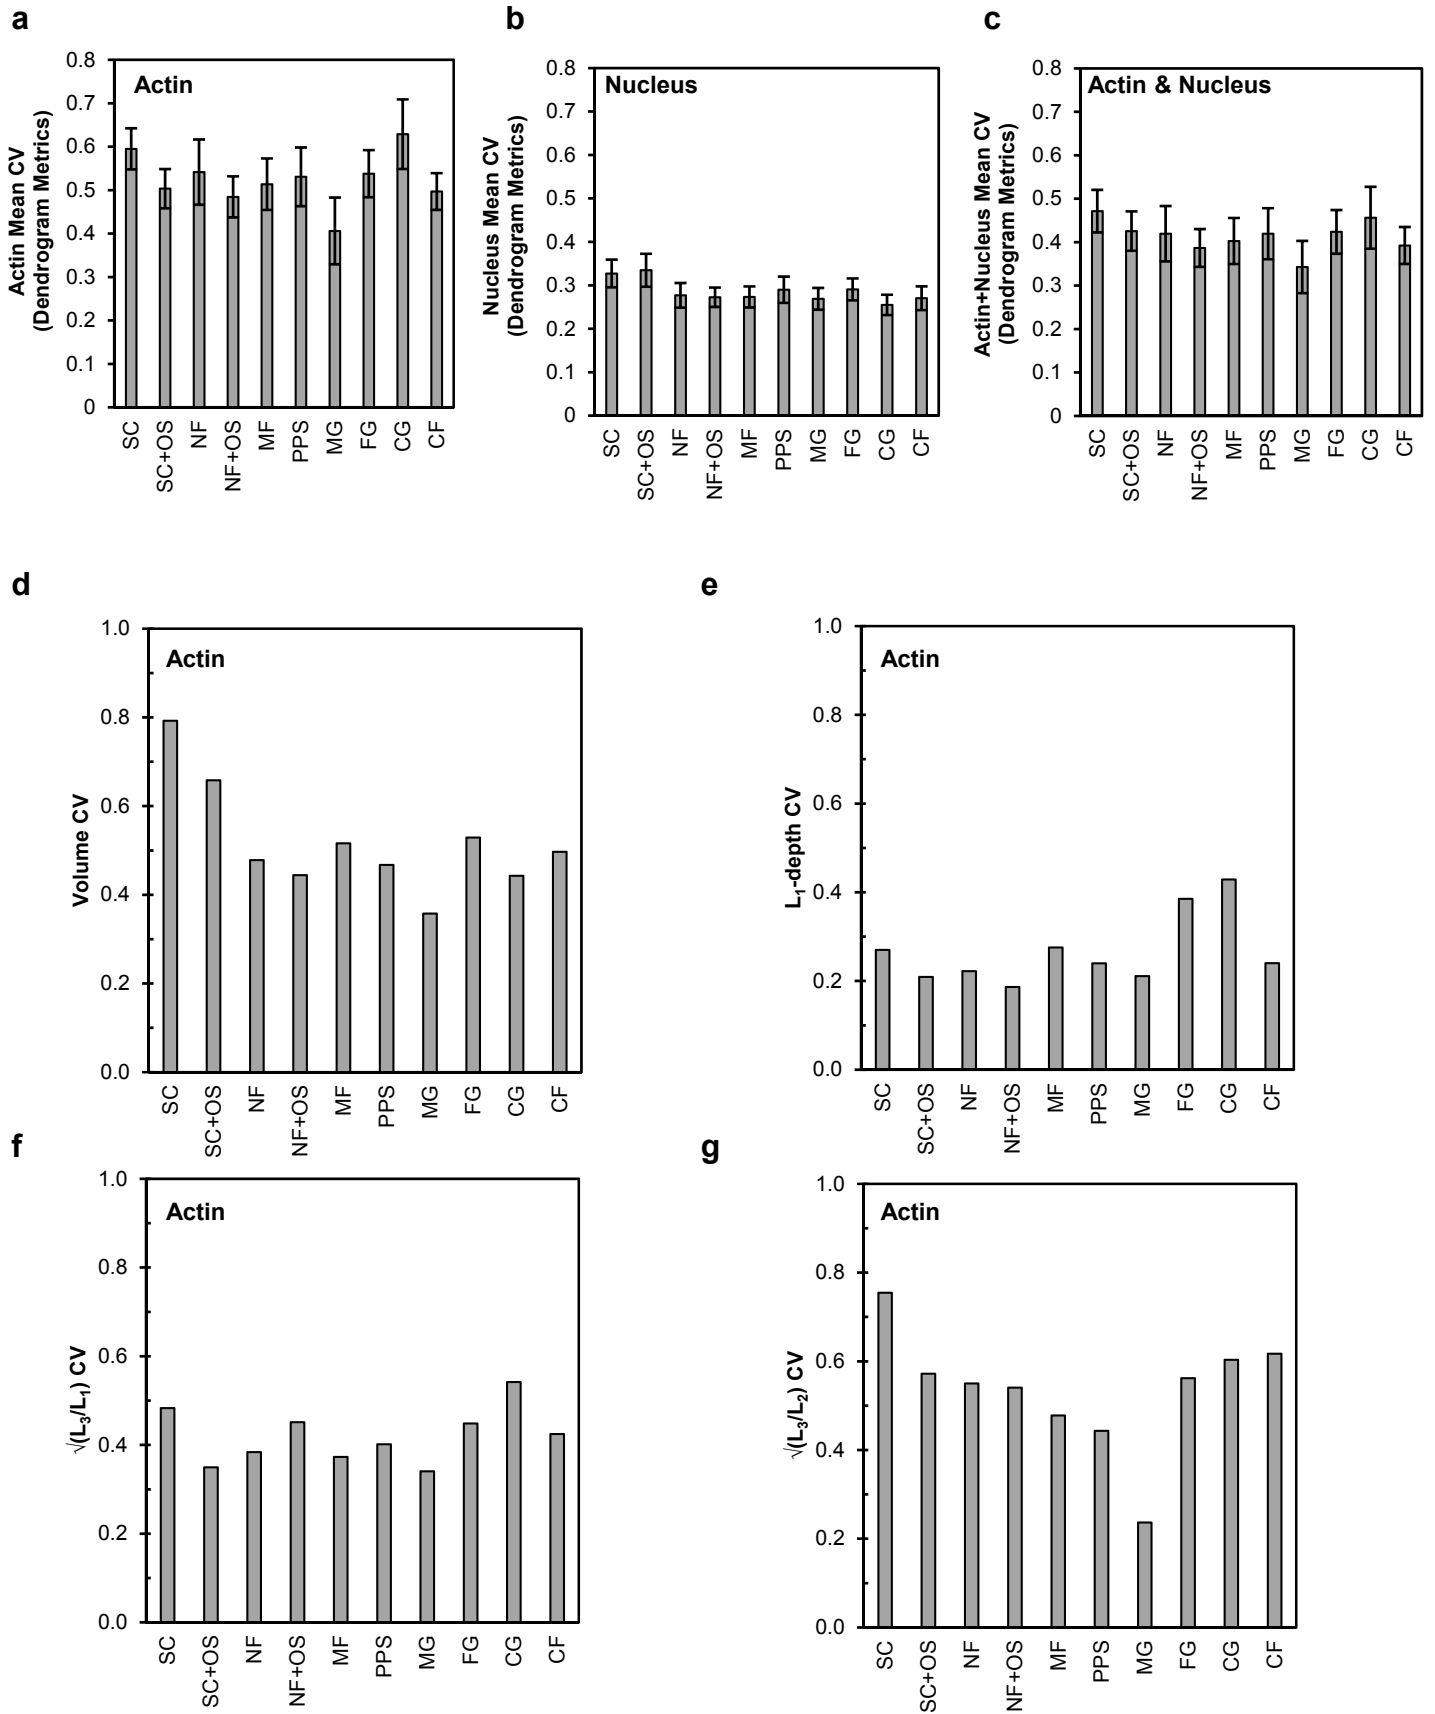 a
Actin
Actin Mean CV
(Dendrogram Metrics)
0.8
0.7
0.6
0.5
0.4
0.3
0.2
0.1
0
SC
SC+OS
NF
NF+OS
MF
PPS
MG
FG
CG
CF
b
Nucleus
Nucleus Mean CV
(Dendrogram Metrics)
0.8
0.7
0.6
0.5
0.4
0.3
0.2
0.1
0
SC
SC+OS
NF
NF+OS
MF
PPS
MG
FG
CG
CF
c
Actin & Nucleus
Actin+Nucleus Mean CV
(Dendrogram Metrics)
0.8
0.7
0.6
0.5
0.4
0.3
0.2
0.1
0
SC
SC+OS
NF
NF+OS
MF
PPS
MG
FG
CG
CF
d
Actin
Volume CV
1.0
0.8
0.6
0.4
0.2
0.0
SC
SC+OS
NF
NF+OS
MF
PPS
MG
FG
CG
CF
e
Actin
L₁-depth CV
1.0
0.8
0.6
0.4
0.2
0.0
SC
SC+OS
NF
NF+OS
MF
PPS
MG
FG
CG
CF
f
Actin
√(L₃/L₁) CV
1.0
0.8
0.6
0.4
0.2
0.0
SC
SC+OS
NF
NF+OS
MF
PPS
MG
FG
CG
CF
g
Actin
√(L₃/L₂) CV
1.0
0.8
0.6
0.4
0.2
0.0
SC
SC+OS
NF
NF+OS
MF
PPS
MG
FG
CG
CF